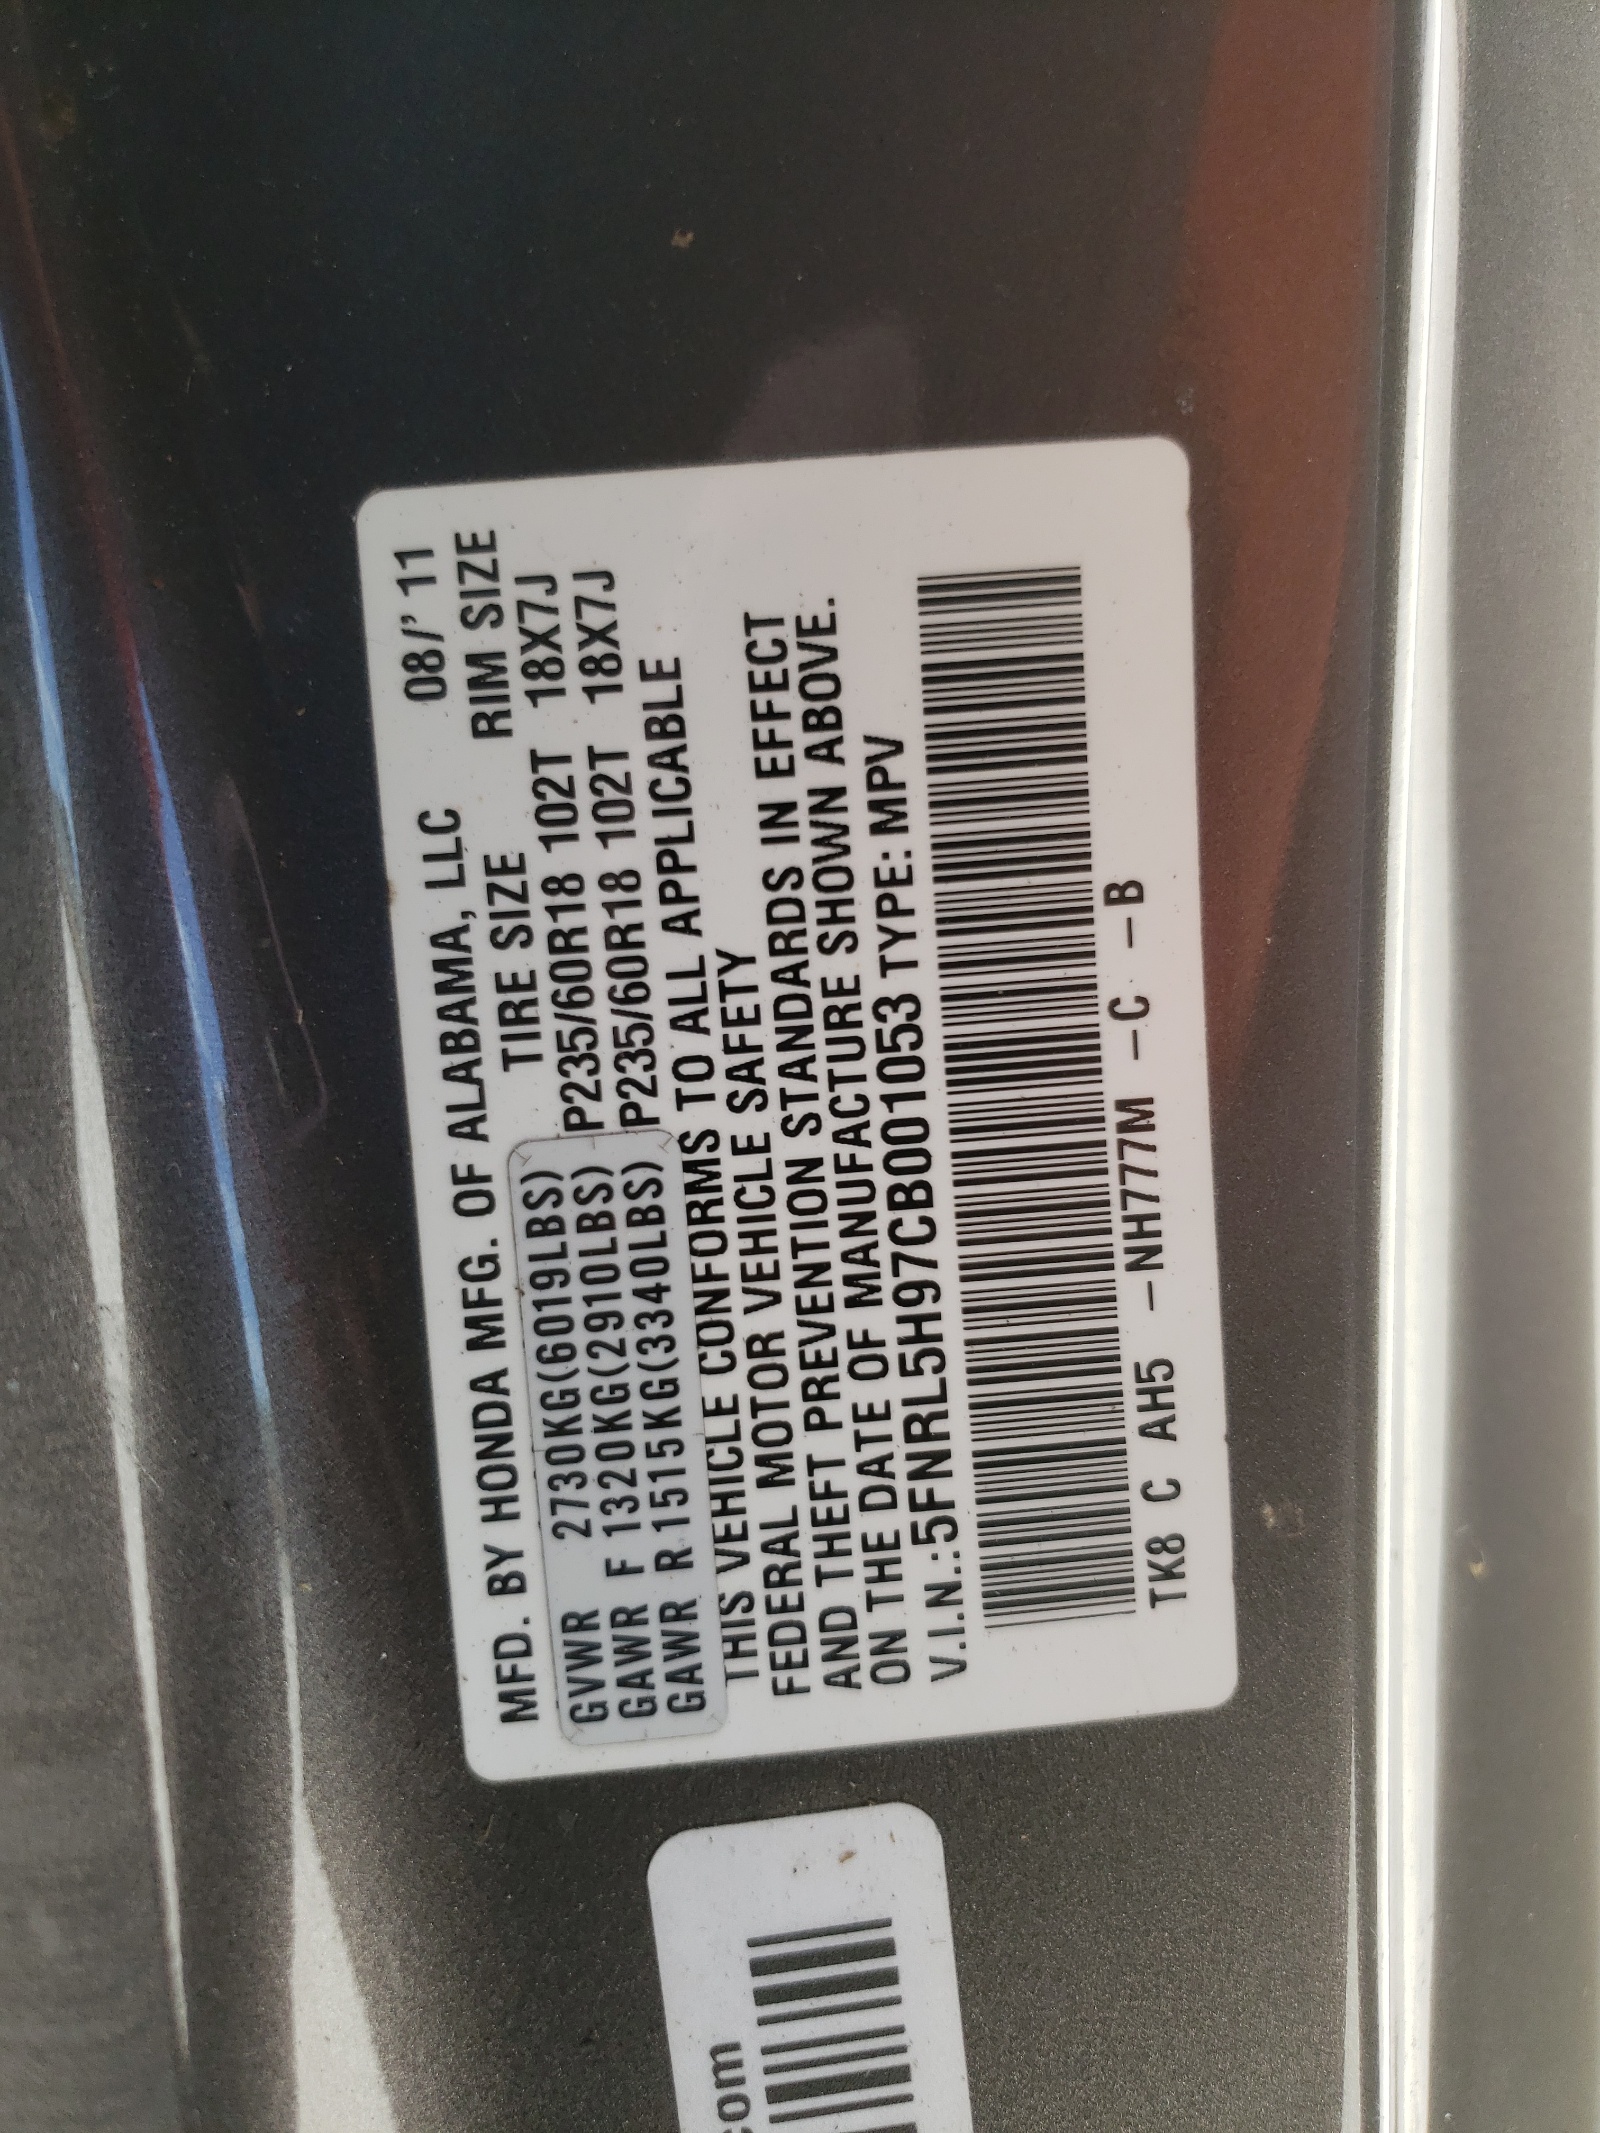 MFD. BY HONDA MFG. OF ALABAMA, LLC 08/' 11
TIRE SIZE RIM SIZE
GVWR 2730KG(6019LBS)
GAWR F 1320KG(2910LBS) P235/60R18 102T 18X7J
GAWR R 1515KG(3340LBS) P235/60R18 102T 18X7J
THIS VEHICLE CONFORMS TO ALL APPLICABLE
FEDERAL MOTOR VEHICLE SAFETY
AND THEFT PREVENTION STANDARDS IN EFFECT
ON THE DATE OF MANUFACTURE SHOWN ABOVE.
V.I.N.:5FNRL5H97CB001053 TYPE: MPV
TK8 C AH5 –NH777M –C –B
com